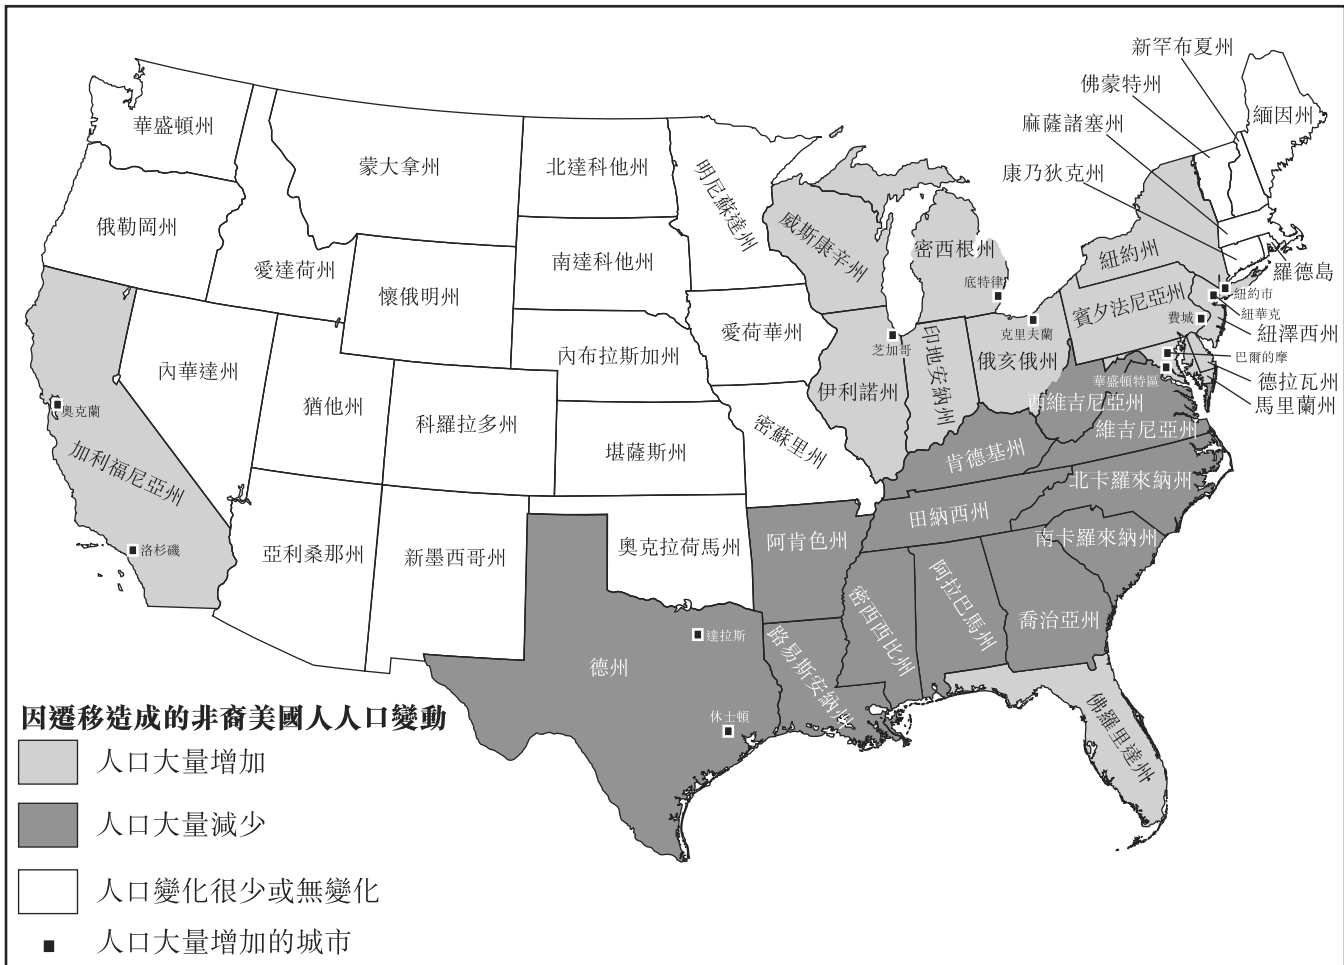 新罕布夏州
佛蒙特州
緬因州
麻薩諸塞州
康乃狄克州
華盛頓州
蒙大拿州
北達科他州
明尼蘇達州
俄勒岡州
愛達荷州
懷俄明州
南達科他州
威斯康辛州
密西根州
底特律
紐約州
羅德島
紐約市
紐華克
紐澤西州
賓夕法尼亞州
費城
巴爾的摩
德拉瓦州
馬里蘭州
華盛頓特區
內華達州
猶他州
科羅拉多州
內布拉斯加州
愛荷華州
芝加哥
克里夫蘭
伊利諾州
印地安納州
俄亥俄州
西維吉尼亞州
維吉尼亞州
奧克蘭
加利福尼亞州
堪薩斯州
密蘇里州
肯德基州
北卡羅來納州
洛杉磯
亞利桑那州
新墨西哥州
奧克拉荷馬州
阿肯色州
田納西州
南卡羅來納州
密西西比州
阿拉巴馬州
喬治亞州
德州
達拉斯
休士頓
路易斯安納州
佛羅里達州
因遷移造成的非裔美國人人口變動
人口大量增加
人口大量減少
人口變化很少或無變化
人口大量增加的城市